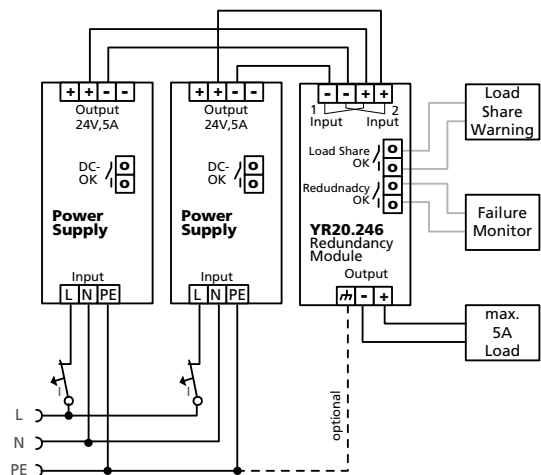 + + - -
Output
24V,5A
DC-
OK
Power
Supply
Input
L N PE
+ + - -
Output
24V,5A
DC-
OK
Power
Supply
Input
L N PE
- - + +
1 2
Input Input
Load Share
OK
Redudnadcy
OK
YR20.246
Redundancy
Module
Output
- +
Load
Share
Warning
Failure
Monitor
max.
5A
Load
I
I
optional
L
N
PE